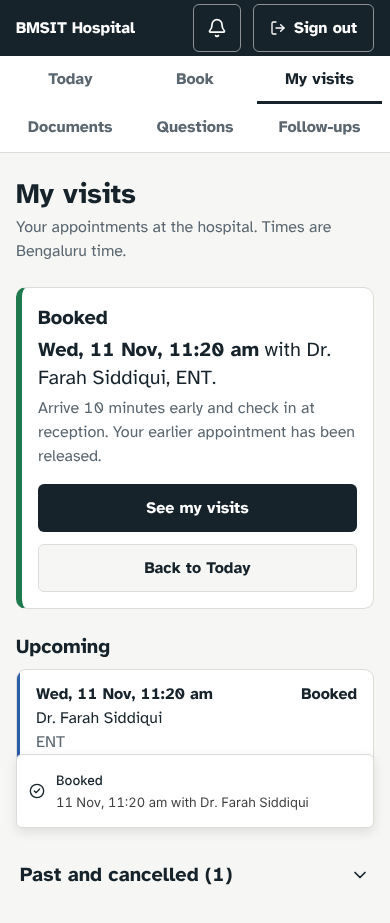 BMSIT Hospital
Sign out
Today
Book
My visits
Documents
Questions
Follow-ups
My visits
Your appointments at the hospital. Times are
Bengaluru time.
Booked
Wed, 11 Nov, 11:20 am with Dr.
Farah Siddiqui, ENT.
Arrive 10 minutes early and check in at
reception. Your earlier appointment has been
released.
See my visits
Back to Today
Upcoming
Wed, 11 Nov, 11:20 am
Booked
Dr. Farah Siddiqui
ENT
Booked
11 Nov, 11:20 am with Dr. Farah Siddiqui
Past and cancelled (1)